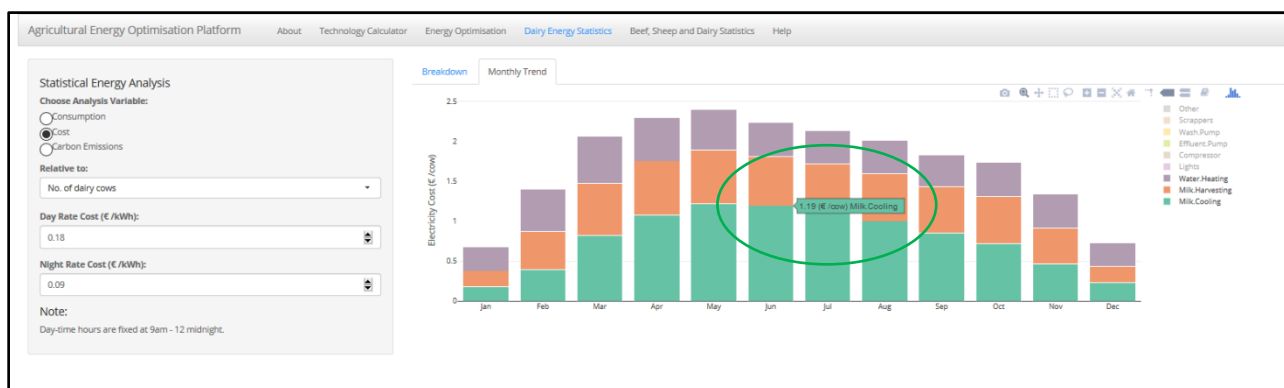 Agricultural Energy Optimisation Platform About Technology Calculator Energy Optimisation Dairy Energy Statistics Beef, Sheep and Dairy Statistics Help
Statistical Energy Analysis
Choose Analysis Variable:
Consumption
Cost
Carbon Emissions
Relative to:
No. of dairy cows
Day Rate Cost (€ /kWh):
0.18
Night Rate Cost (€ /kWh):
0.09
Note:
Day-time hours are fixed at 9am - 12 midnight.
Breakdown Monthly Trend
Electricity Cost (€ /cow)
2.5
2
1.5
1
0.5
0
1.19 (€ /cow) Milk.Cooling
Jan Feb Mar Apr May Jun Jul Aug Sep Oct Nov Dec
Other
Scrappers
Wash.Pump
Effluent.Pump
Compressor
Lights
Water.Heating
Milk.Harvesting
Milk.Cooling